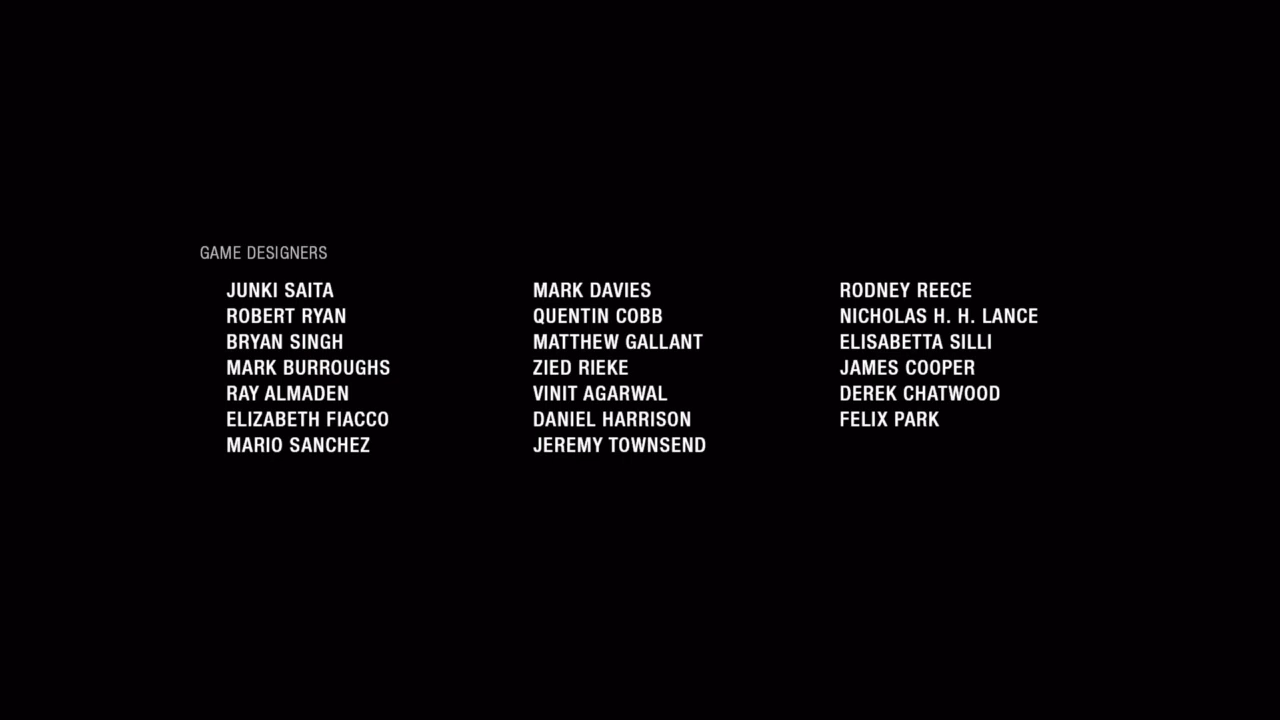 GAME DESIGNERS
JUNKI SAITA
ROBERT RYAN
BRYAN SINGH
MARK BURROUGHS
RAY ALMADEN
ELIZABETH FIACCO
MARIO SANCHEZ
MARK DAVIES
QUENTIN COBB
MATTHEW GALLANT
ZIED RIEKE
VINIT AGARWAL
DANIEL HARRISON
JEREMY TOWNSEND
RODNEY REECE
NICHOLAS H. H. LANCE
ELISABETTA SILLI
JAMES COOPER
DEREK CHATWOOD
FELIX PARK